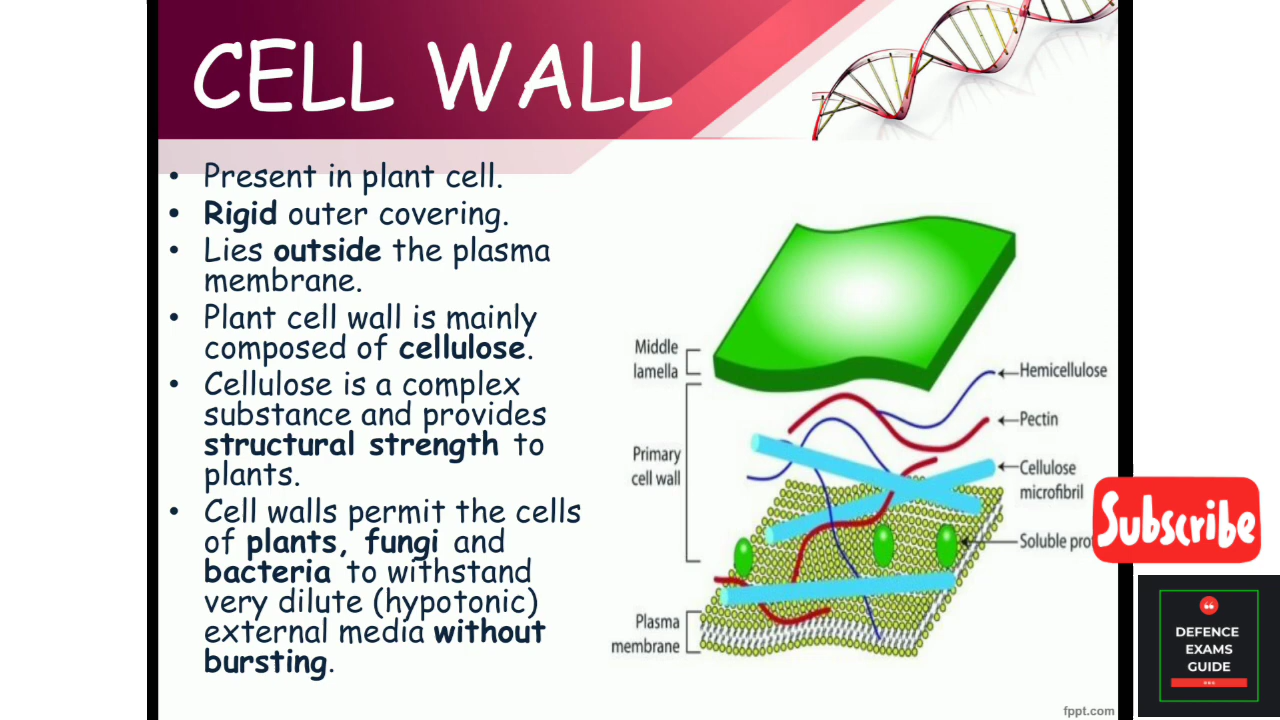 CELL WALL
• Present in plant cell.
• Rigid outer covering.
• Lies outside the plasma
membrane.
• Plant cell wall is mainly
composed of cellulose.
• Cellulose is a complex
substance and provides
structural strength to
plants.
• Cell walls permit the cells
of plants, fungi and
bacteria to withstand
very dilute (hypotonic)
external media without
bursting.
Middle
lamella
Primary
cell wall
Plasma
membrane
Hemicellulose
Pectin
Cellulose
microfibril
Soluble
Subscribe
DEFENCE
EXAMS
GUIDE
fppt.com